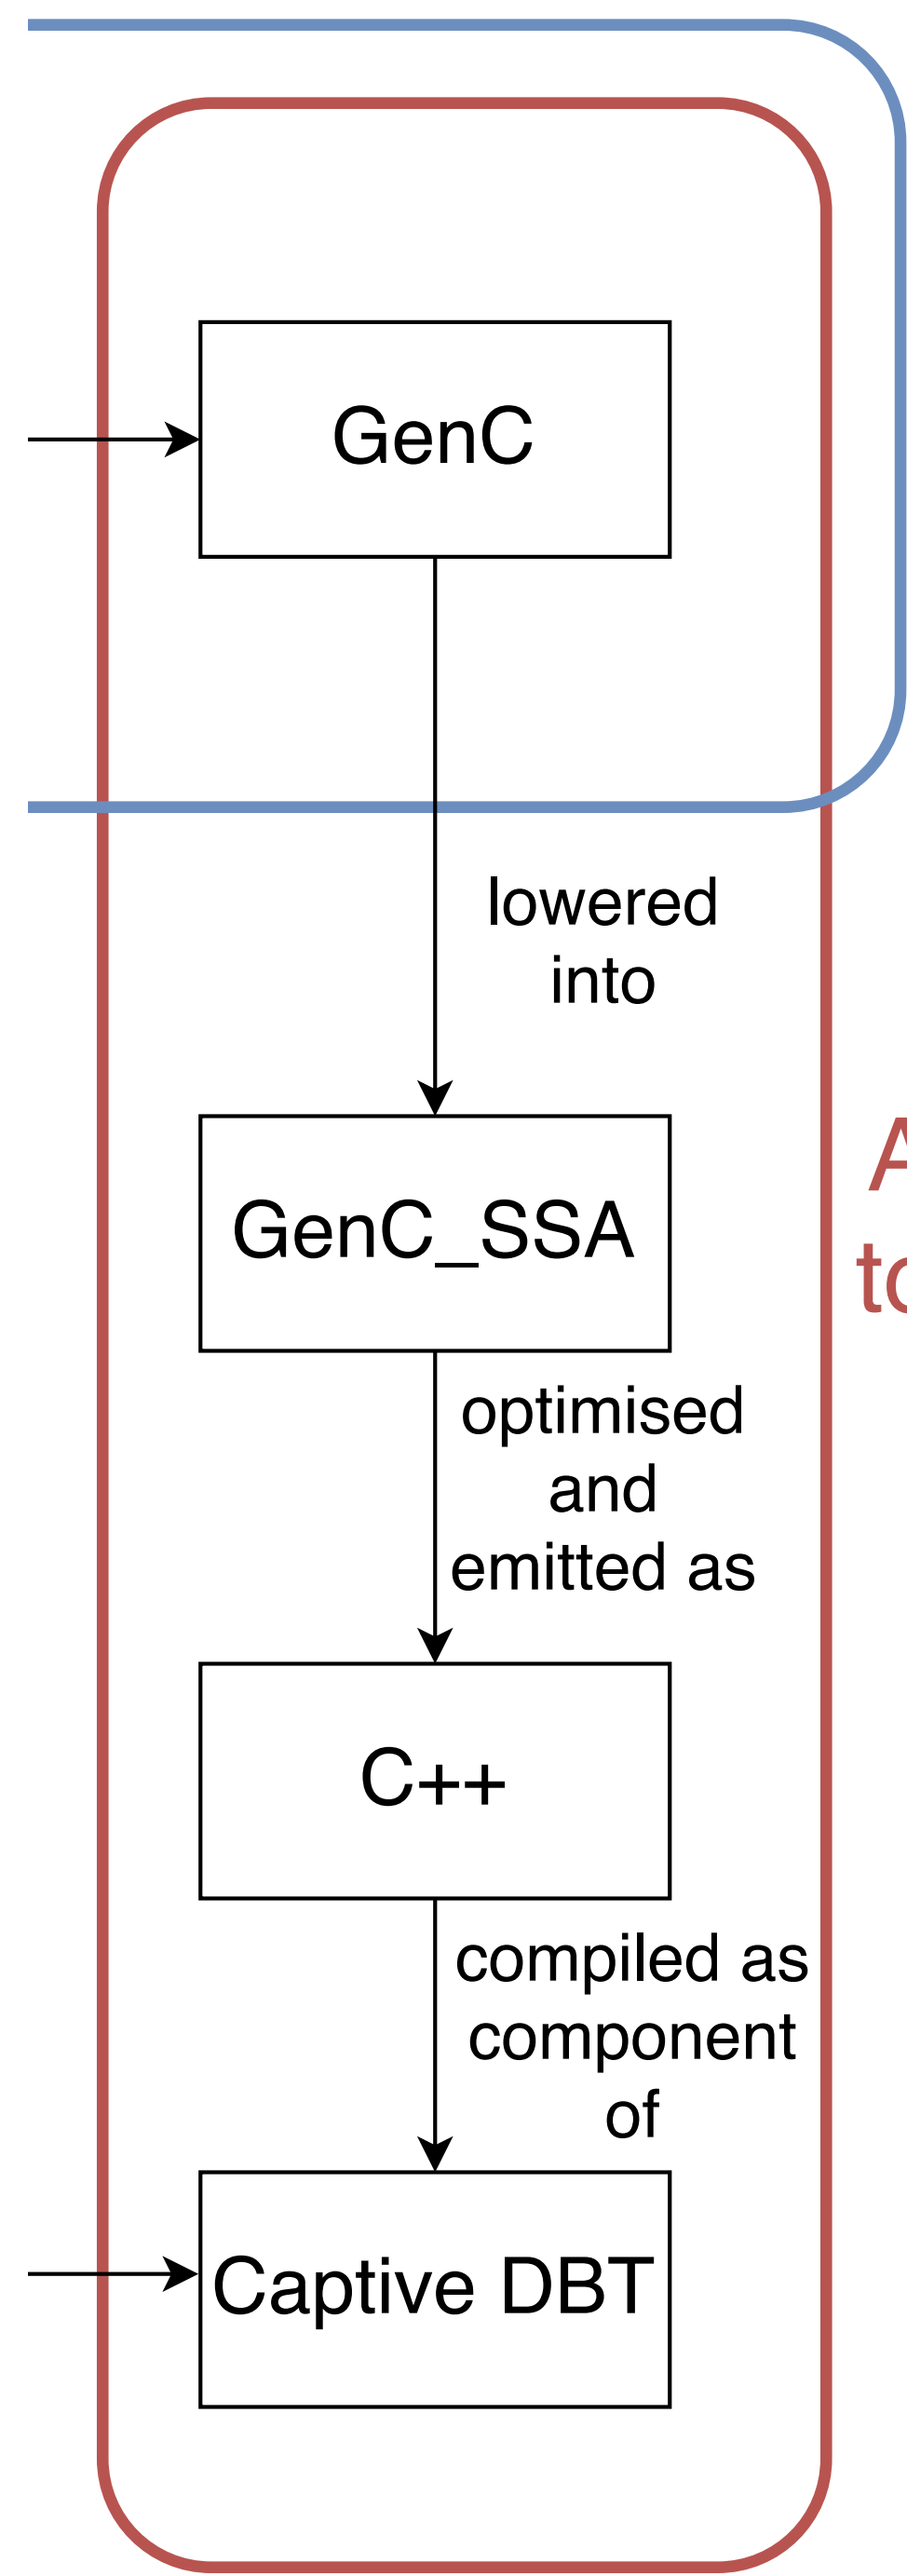 GenC
lowered
into
GenC_SSA
optimised
and
emitted as
C++
compiled as
component
of
Captive DBT